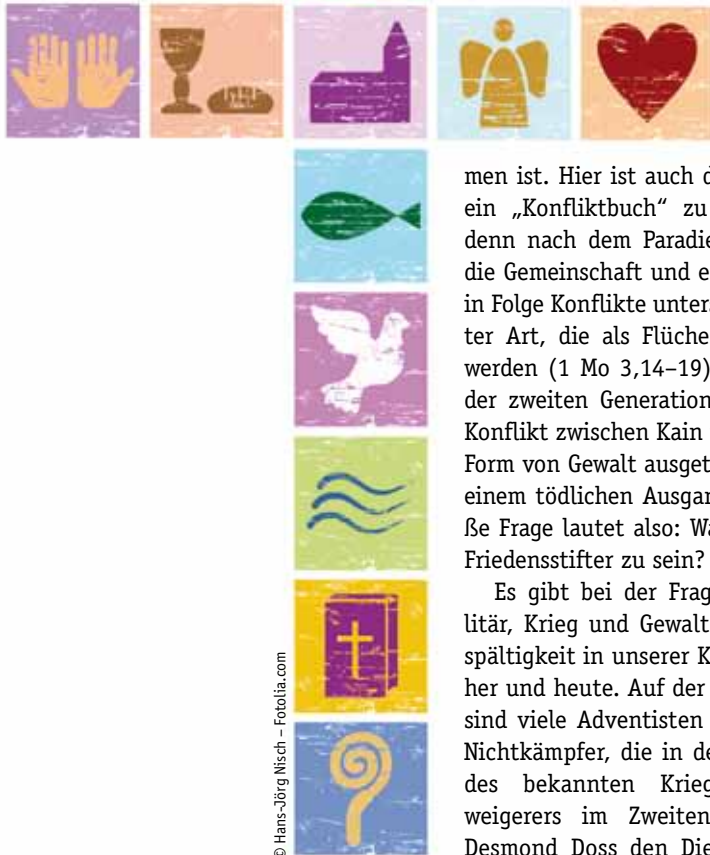 men ist. Hier ist auch d
ein „Konfliktbuch“ zu
denn nach dem Paradie
die Gemeinschaft und e
in Folge Konflikte unters
ter Art, die als Flüche
werden (1 Mo 3,14–19)
der zweiten Generation
Konflikt zwischen Kain
Form von Gewalt ausget
einem tödlichen Ausgan
ße Frage lautet also: Wa
Friedensstifter zu sein?
Es gibt bei der Frag
litär, Krieg und Gewalt
spältigkeit in unserer K
her und heute. Auf der
sind viele Adventisten
Nichtkämpfer, die in de
des bekannten Krieg
weigerers im Zweiten
Desmond Doss den Die
© Hans-Jörg Nisch – Fotolia.com